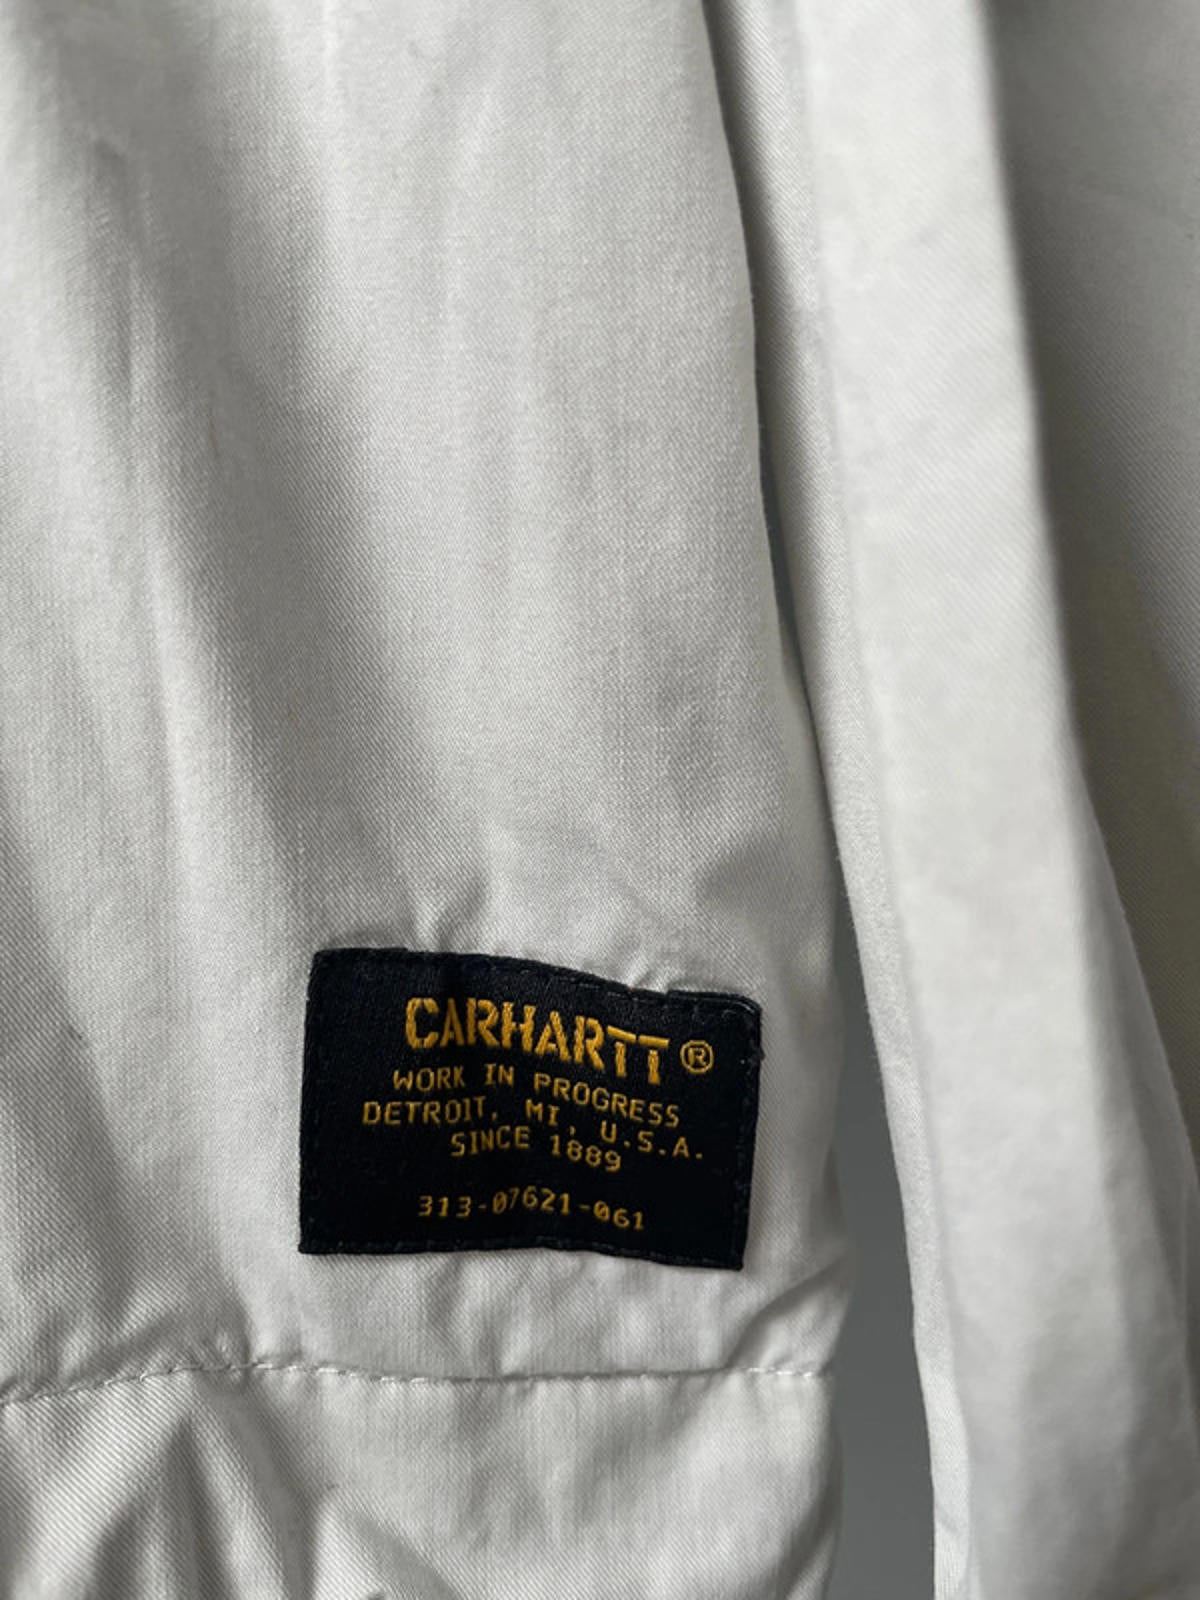 CARHARTT®
WORK IN PROGRESS
DETROIT, MI, U.S.A.
SINCE 1889
313-07621-061